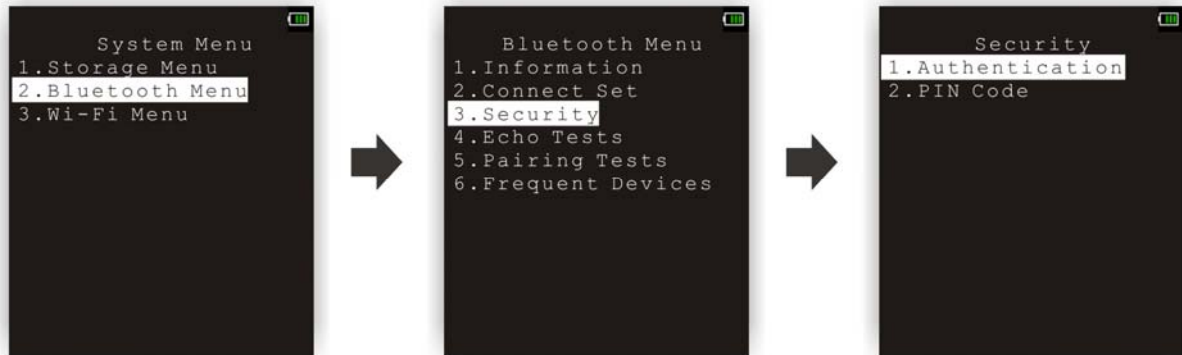 System Menu
1.Storage Menu
2.Bluetooth Menu
3.Wi-Fi Menu
Bluetooth Menu
1.Information
2.Connect Set
3.Security
4.Echo Tests
5.Pairing Tests
6.Frequent Devices
Security
1.Authentication
2.PIN Code